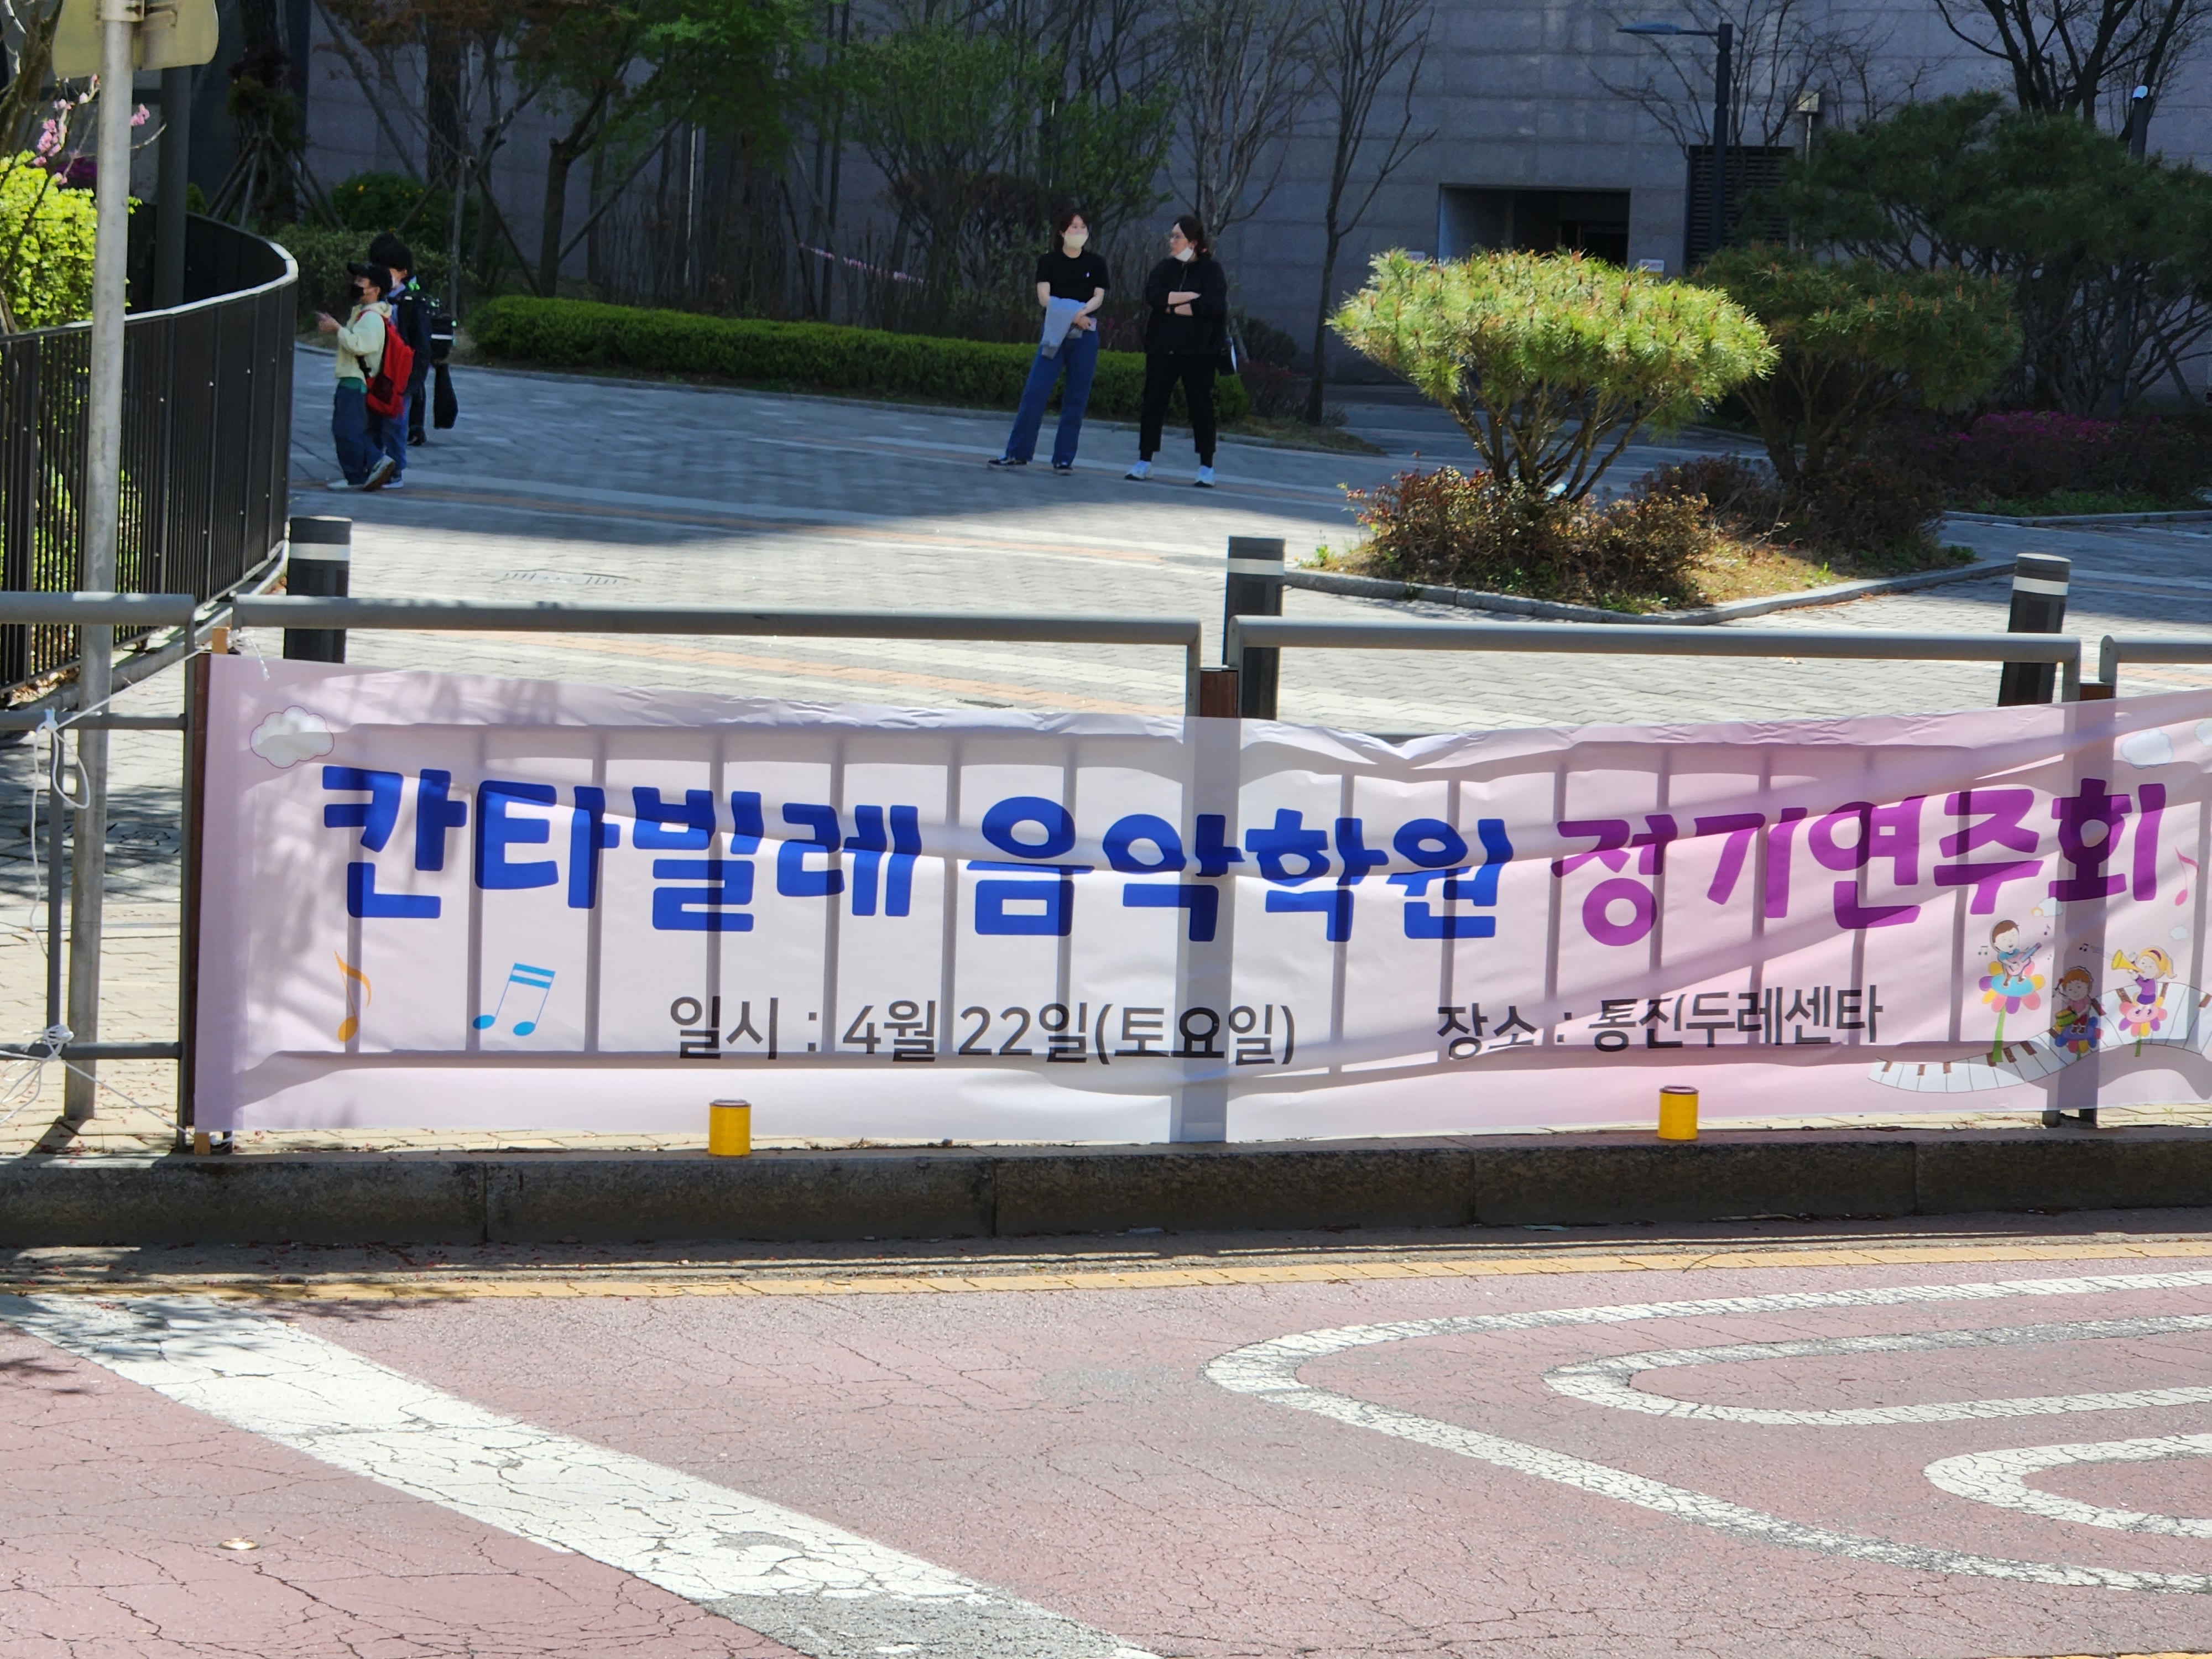 칸타빌레 음악학원 정기연주회
일시 : 4월 22일(토요일) 장소 : 통진두레센타